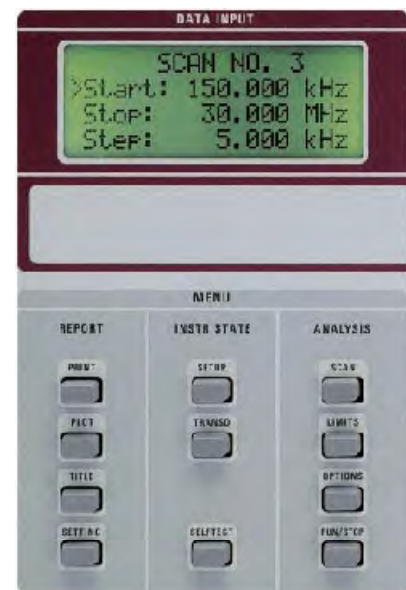 DATA INPUT
SCAN NO. 3
>Start: 150.000 kHz
Stop: 30.000 MHz
Step: 5.000 kHz
MENU
REPORT INSTR STATE ANALYSIS
PRINT SETUP SCAN
PLOT TRANSD LIMITS
TITLE OPTIONS
SETTING SELFTEST RUN/STOP